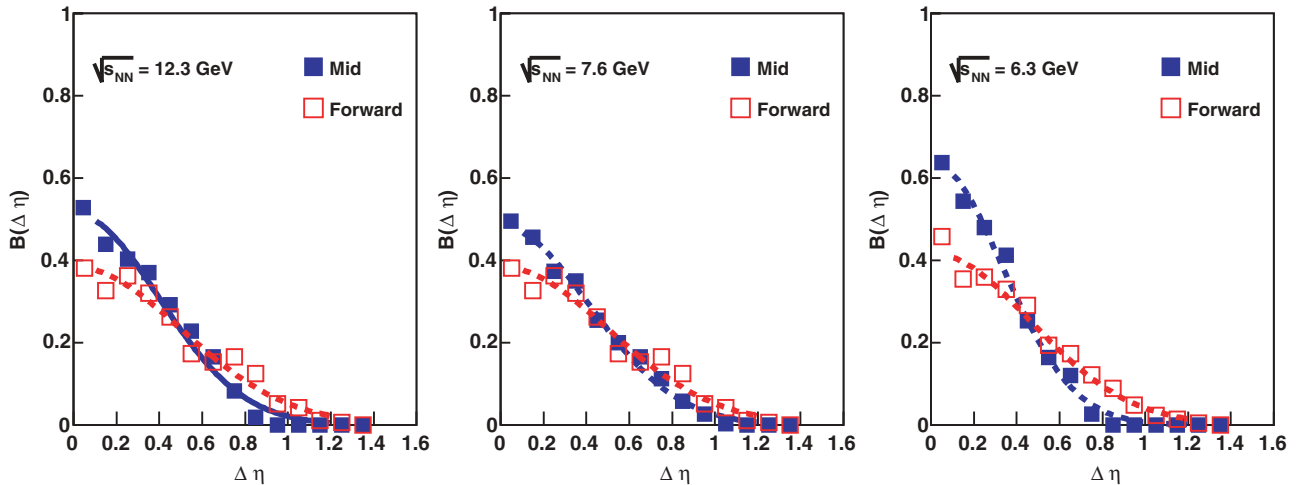 √s_NN = 12.3 GeV
Mid
Forward
B(Δ η)
1
0.8
0.6
0.4
0.2
0
0 0.2 0.4 0.6 0.8 1 1.2 1.4 1.6
Δ η
√s_NN = 7.6 GeV
Mid
Forward
B(Δ η)
1
0.8
0.6
0.4
0.2
0
0 0.2 0.4 0.6 0.8 1 1.2 1.4 1.6
Δ η
√s_NN = 6.3 GeV
Mid
Forward
B(Δ η)
1
0.8
0.6
0.4
0.2
0
0 0.2 0.4 0.6 0.8 1 1.2 1.4 1.6
Δ η